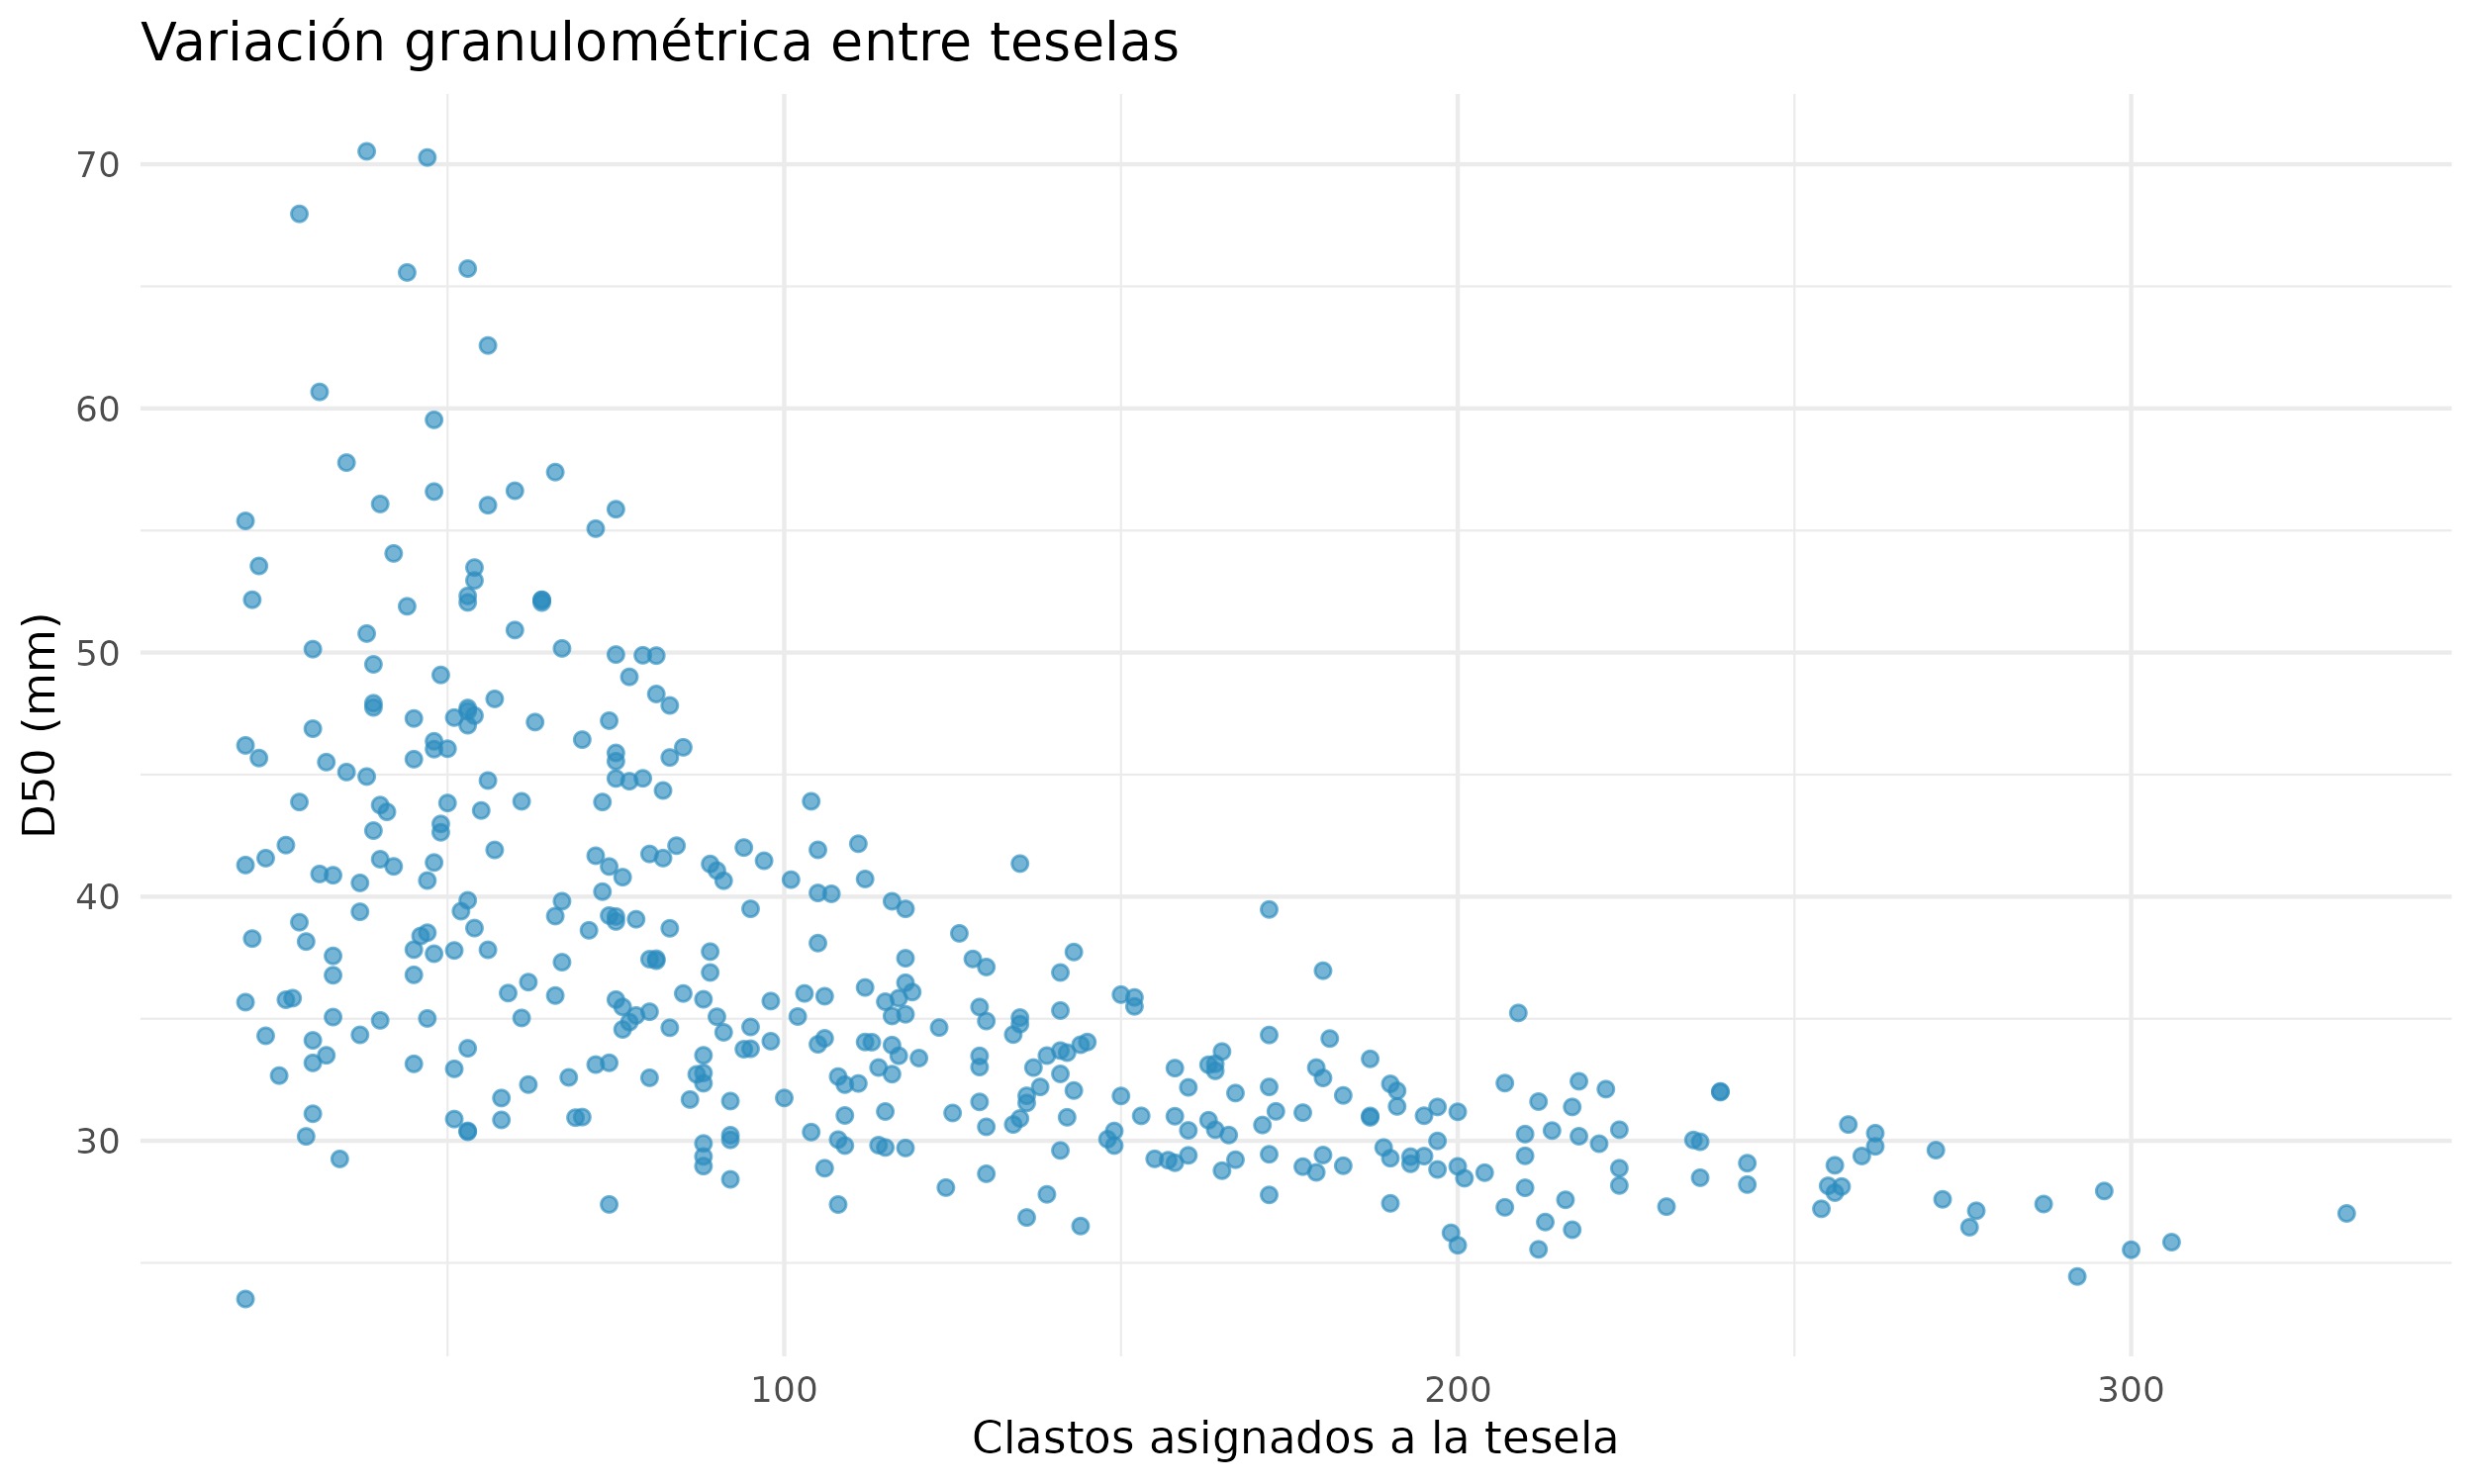 Variación granulométrica entre teselas
D50 (mm)
70
60
50
40
30
100
200
300
Clastos asignados a la tesela